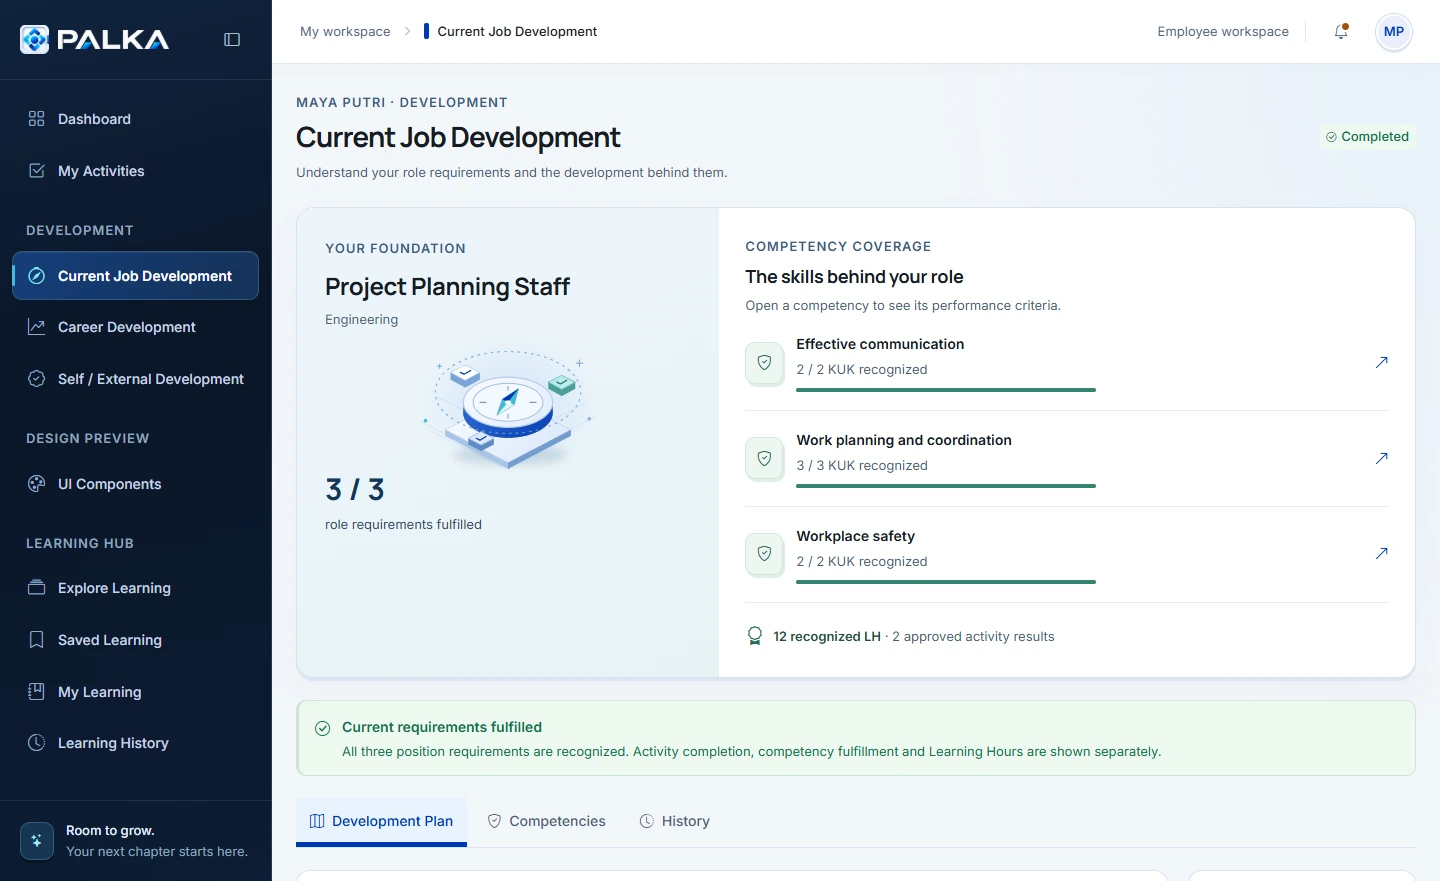 PALKA
My workspace
Current Job Development
Employee workspace
MP
Dashboard
My Activities
DEVELOPMENT
Current Job Development
Career Development
Self / External Development
DESIGN PREVIEW
UI Components
LEARNING HUB
Explore Learning
Saved Learning
My Learning
Learning History
Room to grow.
Your next chapter starts here.
MAYA PUTRI · DEVELOPMENT
Current Job Development
Completed
Understand your role requirements and the development behind them.
YOUR FOUNDATION
Project Planning Staff
Engineering
3 / 3
role requirements fulfilled
COMPETENCY COVERAGE
The skills behind your role
Open a competency to see its performance criteria.
Effective communication
2 / 2 KUK recognized
Work planning and coordination
3 / 3 KUK recognized
Workplace safety
2 / 2 KUK recognized
12 recognized LH · 2 approved activity results
Current requirements fulfilled
All three position requirements are recognized. Activity completion, competency fulfillment and Learning Hours are shown separately.
Development Plan
Competencies
History